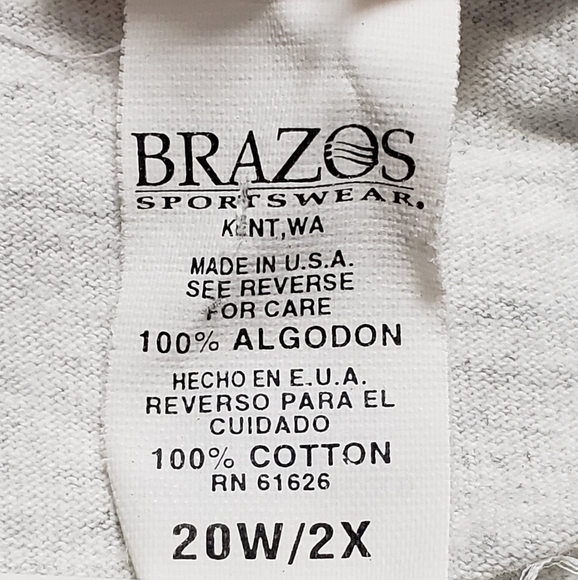 BRAZOS
SPORTSWEAR.
KENT,WA
MADE IN U.S.A.
SEE REVERSE
FOR CARE
100% ALGODON
HECHO EN E.U.A.
REVERSO PARA EL
CUIDADO
100% COTTON
RN 61626
20W/2X